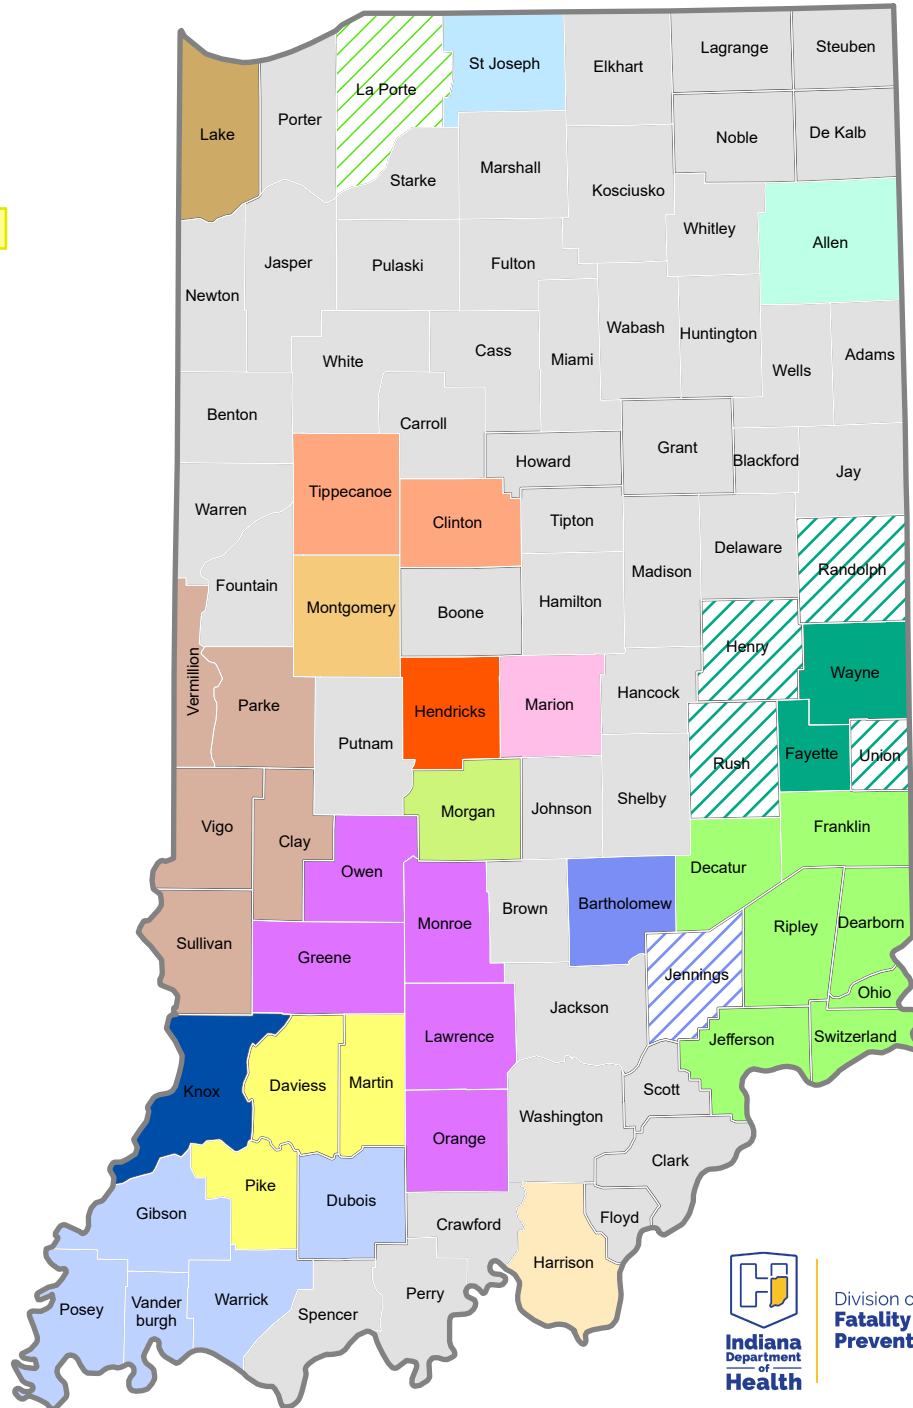 Steuben
Lagrange
St Joseph
Elkhart
La Porte
Porter
Lake
De Kalb
Noble
Marshall
Starke
Kosciusko
Whitley
Allen
Jasper
Pulaski
Fulton
Newton
Wabash
Huntington
White
Cass
Miami
Adams
Wells
Benton
Carroll
Grant
Blackford
Howard
Jay
Tippecanoe
Warren
Clinton
Tipton
Delaware
Madison
Randolph
Fountain
Hamilton
Montgomery
Boone
Henry
Wayne
Vermillion
Hancock
Parke
Marion
Hendricks
Putnam
Fayette
Union
Rush
Shelby
Johnson
Morgan
Vigo
Franklin
Clay
Decatur
Owen
Bartholomew
Brown
Monroe
Ripley
Dearborn
Sullivan
Greene
Jennings
Ohio
Jackson
Lawrence
Jefferson
Switzerland
Martin
Daviess
Knox
Scott
Washington
Orange
Clark
Pike
Dubois
Gibson
Floyd
Crawford
Harrison
Perry
Warrick
Vander
burgh
Posey
Spencer
Indiana
Department
of
Health
Division
Fatality
Prevent